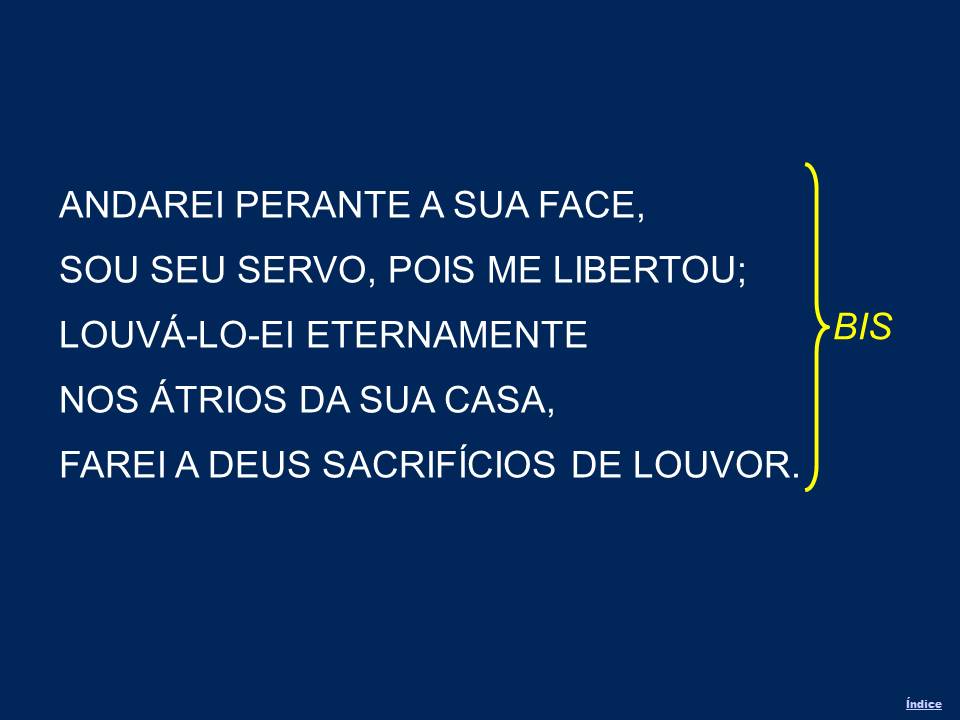 ANDAREI PERANTE A SUA FACE,
SOU SEU SERVO, POIS ME LIBERTOU;
LOUVÁ-LO-EI ETERNAMENTE
NOS ÁTRIOS DA SUA CASA,
FAREI A DEUS SACRIFÍCIOS DE LOUVOR.
BIS
Índice